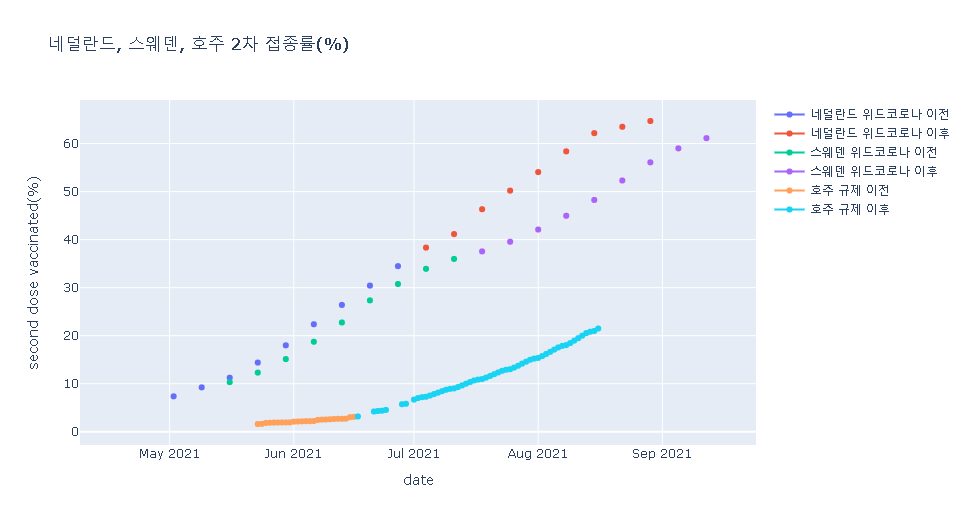 네덜란드, 스웨덴, 호주 2차 접종률(%)
네덜란드 위드코로나 이전
네덜란드 위드코로나 이후
스웨덴 위드코로나 이전
스웨덴 위드코로나 이후
호주 규제 이전
호주 규제 이후
second dose vaccinated(%)
60
50
40
30
20
10
0
May 2021
Jun 2021
Jul 2021
Aug 2021
Sep 2021
date